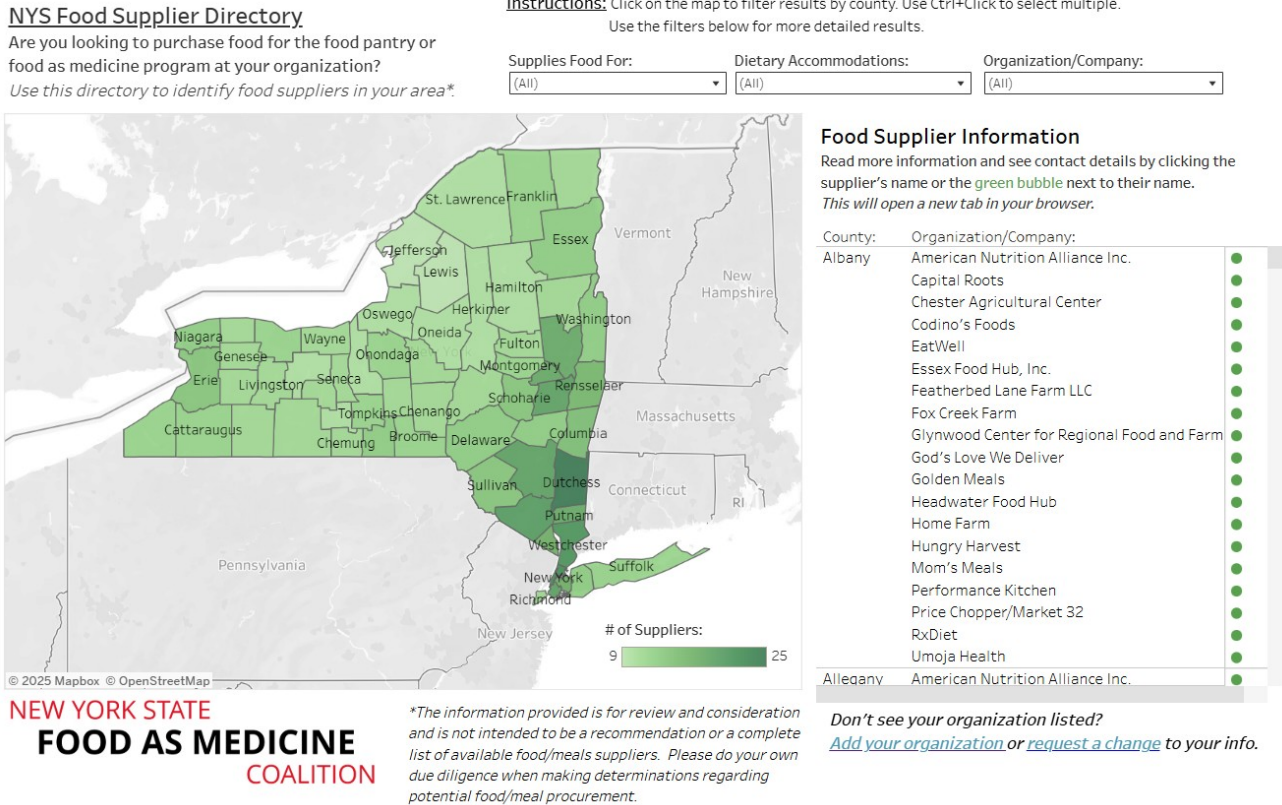 NYS Food Supplier Directory
Are you looking to purchase food for the food pantry or
food as medicine program at your organization?
Use this directory to identify food suppliers in your area*.
Instructions: Click on the map to filter results by county. Use Ctrl+Click to select multiple.
Use the filters below for more detailed results.
Supplies Food For:
(All)
Dietary Accommodations:
(All)
Organization/Company:
(All)
St. Lawrence
Franklin
Essex
Vermont
Jefferson
Lewis
New
Hampshire
Hamilton
Oswego
Herkimer
Washington
Niagara
Wayne
Oneida
Fulton
Genesee
Onondaga
Montgomery
Erie
Livingston
Seneca
Rensselaer
Schoharie
Tompkins
Chenango
Massachusetts
Cattaraugus
Chemung
Broome
Delaware
Columbia
Sullivan
Dutchess
Connecticut
RI
Putnam
Westchester
Pennsylvania
Suffolk
New York
Richmond
New Jersey
# of Suppliers:
9
25
© 2025 Mapbox © OpenStreetMap
Food Supplier Information
Read more information and see contact details by clicking the
supplier's name or the green bubble next to their name.
This will open a new tab in your browser.
County: Organization/Company:
Albany American Nutrition Alliance Inc.
Capital Roots
Chester Agricultural Center
Codino's Foods
EatWell
Essex Food Hub, Inc.
Featherbed Lane Farm LLC
Fox Creek Farm
Glynwood Center for Regional Food and Farm
God's Love We Deliver
Golden Meals
Headwater Food Hub
Home Farm
Hungry Harvest
Mom's Meals
Performance Kitchen
Price Chopper/Market 32
RxDiet
Umoja Health
Allegany American Nutrition Alliance Inc.
NEW YORK STATE
FOOD AS MEDICINE
COALITION
*The information provided is for review and consideration
and is not intended to be a recommendation or a complete
list of available food/meals suppliers. Please do your own
due diligence when making determinations regarding
potential food/meal procurement.
Don't see your organization listed?
Add your organization or request a change to your info.